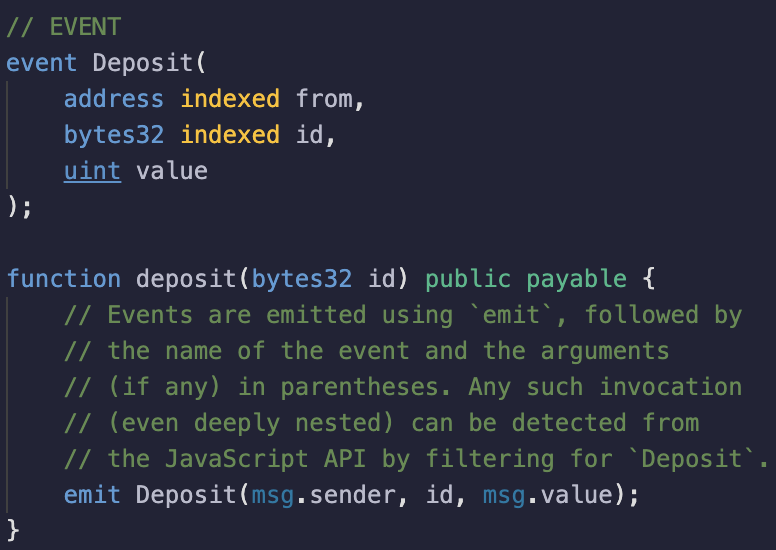 // EVENT
event Deposit(
    address indexed from,
    bytes32 indexed id,
    uint value
);

function deposit(bytes32 id) public payable {
    // Events are emitted using `emit`, followed by
    // the name of the event and the arguments
    // (if any) in parentheses. Any such invocation
    // (even deeply nested) can be detected from
    // the JavaScript API by filtering for `Deposit`.
    emit Deposit(msg.sender, id, msg.value);
}